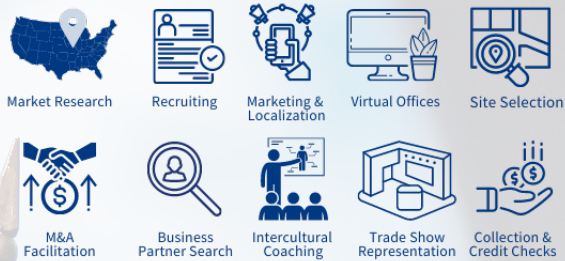 Market Research
Recruiting
Marketing &
Localization
Virtual Offices
Site Selection
M&A
Facilitation
Business
Partner Search
Intercultural
Coaching
Trade Show
Representation
Collection &
Credit Checks